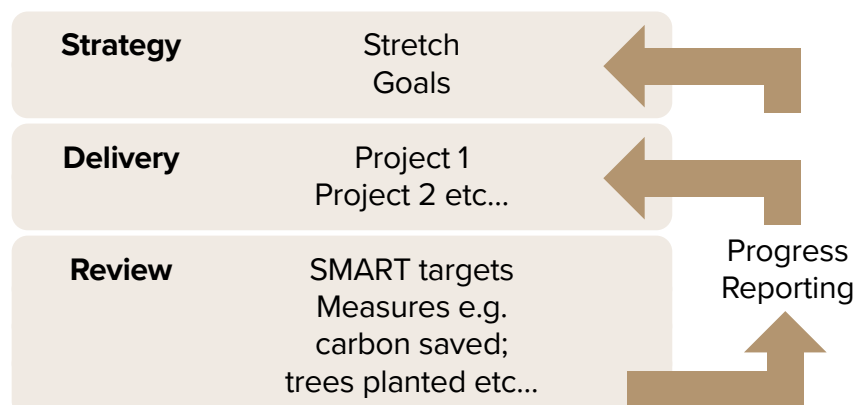 Strategy
Stretch
Goals
Delivery
Project 1
Project 2 etc...
Review
SMART targets
Measures e.g.
carbon saved;
trees planted etc...
Progress
Reporting